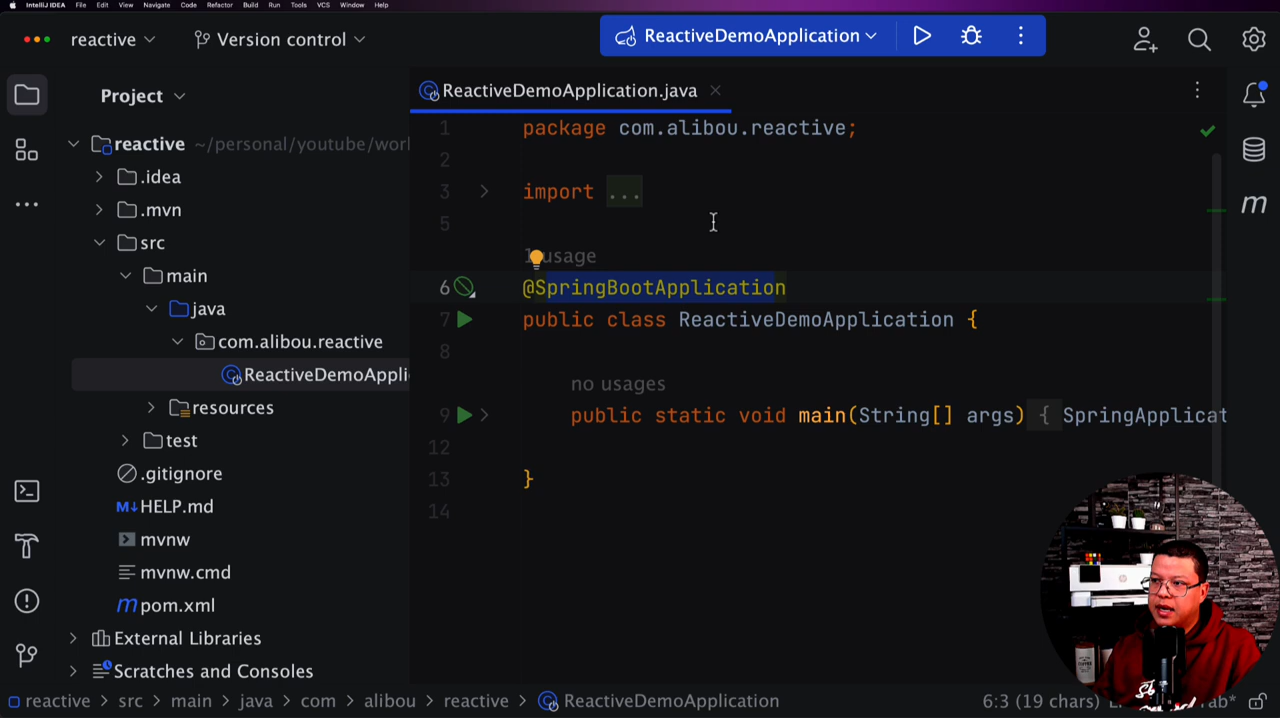 IntelliJ IDEA File Edit View Navigate Code Refactor Build Run Tools VCS Window Help
reactive Version control ReactiveDemoApplication
Project
ReactiveDemoApplication.java
reactive ~/personal/youtube/wor
.idea
.mvn
src
main
java
com.alibou.reactive
ReactiveDemoAppli
resources
test
.gitignore
M↓ HELP.md
mvnw
mvnw.cmd
m pom.xml
External Libraries
Scratches and Consoles
1 package com.alibou.reactive;
2
3 import ...
5
1 usage
6 @SpringBootApplication
7 public class ReactiveDemoApplication {
8
no usages
9 public static void main(String[] args) { SpringApplicat
12
13 }
14
m
reactive > src > main > java > com > alibou > reactive > ReactiveDemoApplication
6:3 (19 chars)